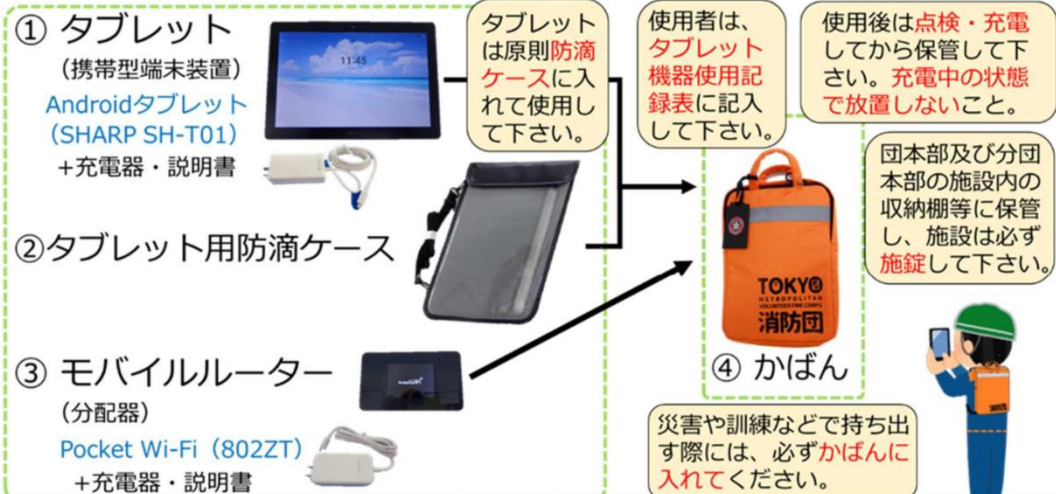 ① タブレット
（携帯型端末装置）
Androidタブレット
（SHARP SH-T01）
+充電器・説明書
11:45
②タブレット用防滴ケース
③ モバイルルーター
（分配器）
Pocket Wi-Fi（802ZT）
+充電器・説明書
タブレット
は原則防滴
ケースに入
れて使用し
て下さい。
使用者は、
タブレット
機器使用記
録表に記入
して下さい。
使用後は点検・充電
してから保管して下
さい。充電中の状態
で放置しないこと。
団本部及び分団
本部の施設内の
収納棚等に保管
し、施設は必ず
施錠して下さい。
TOKYO
METROPOLITAN
VOLUNTEER FIRE CORPS
消防団
④ かばん
災害や訓練などで持ち出
す際には、必ずかばんに
入れてください。
消防団